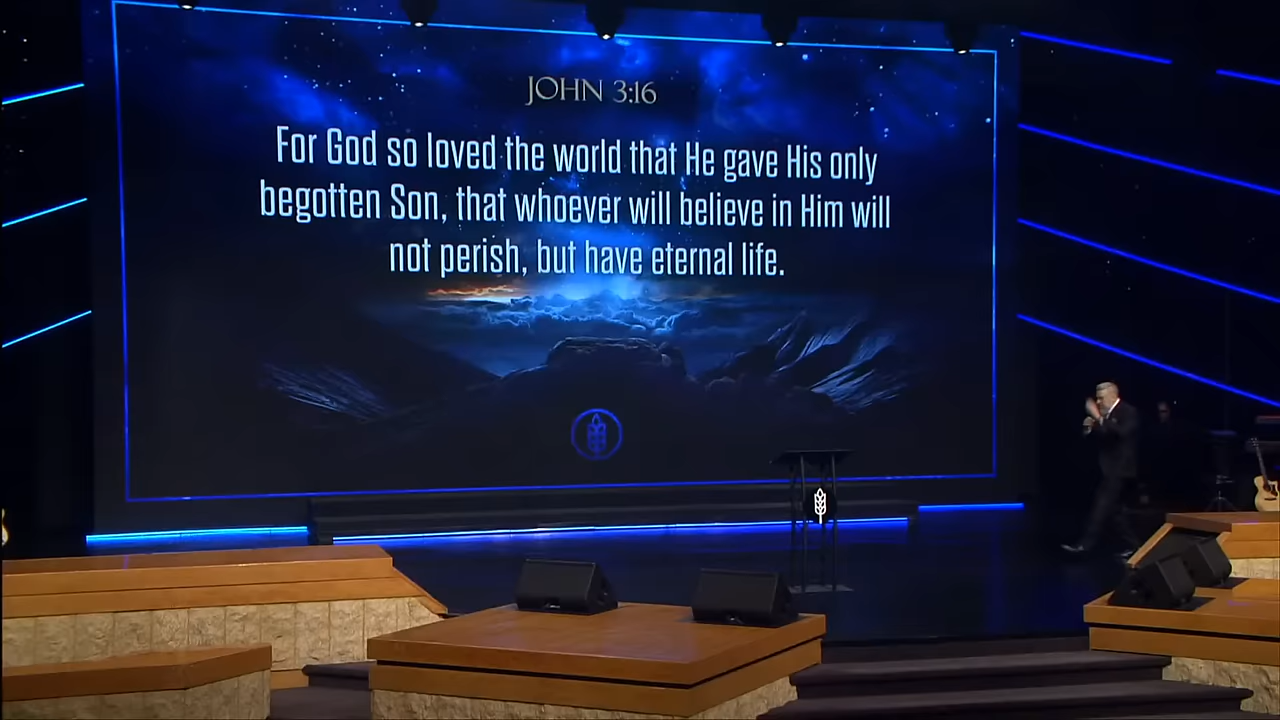 JOHN 3:16
For God so loved the world that He gave His only
begotten Son, that whoever will believe in Him will
not perish, but have eternal life.